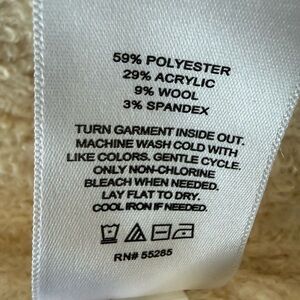 59% POLYESTER
29% ACRYLIC
9% WOOL
3% SPANDEX
TURN GARMENT INSIDE OUT.
MACHINE WASH COLD WITH
LIKE COLORS. GENTLE CYCLE.
ONLY NON-CHLORINE
BLEACH WHEN NEEDED.
LAY FLAT TO DRY.
COOL IRON IF NEEDED.
RN# 55285